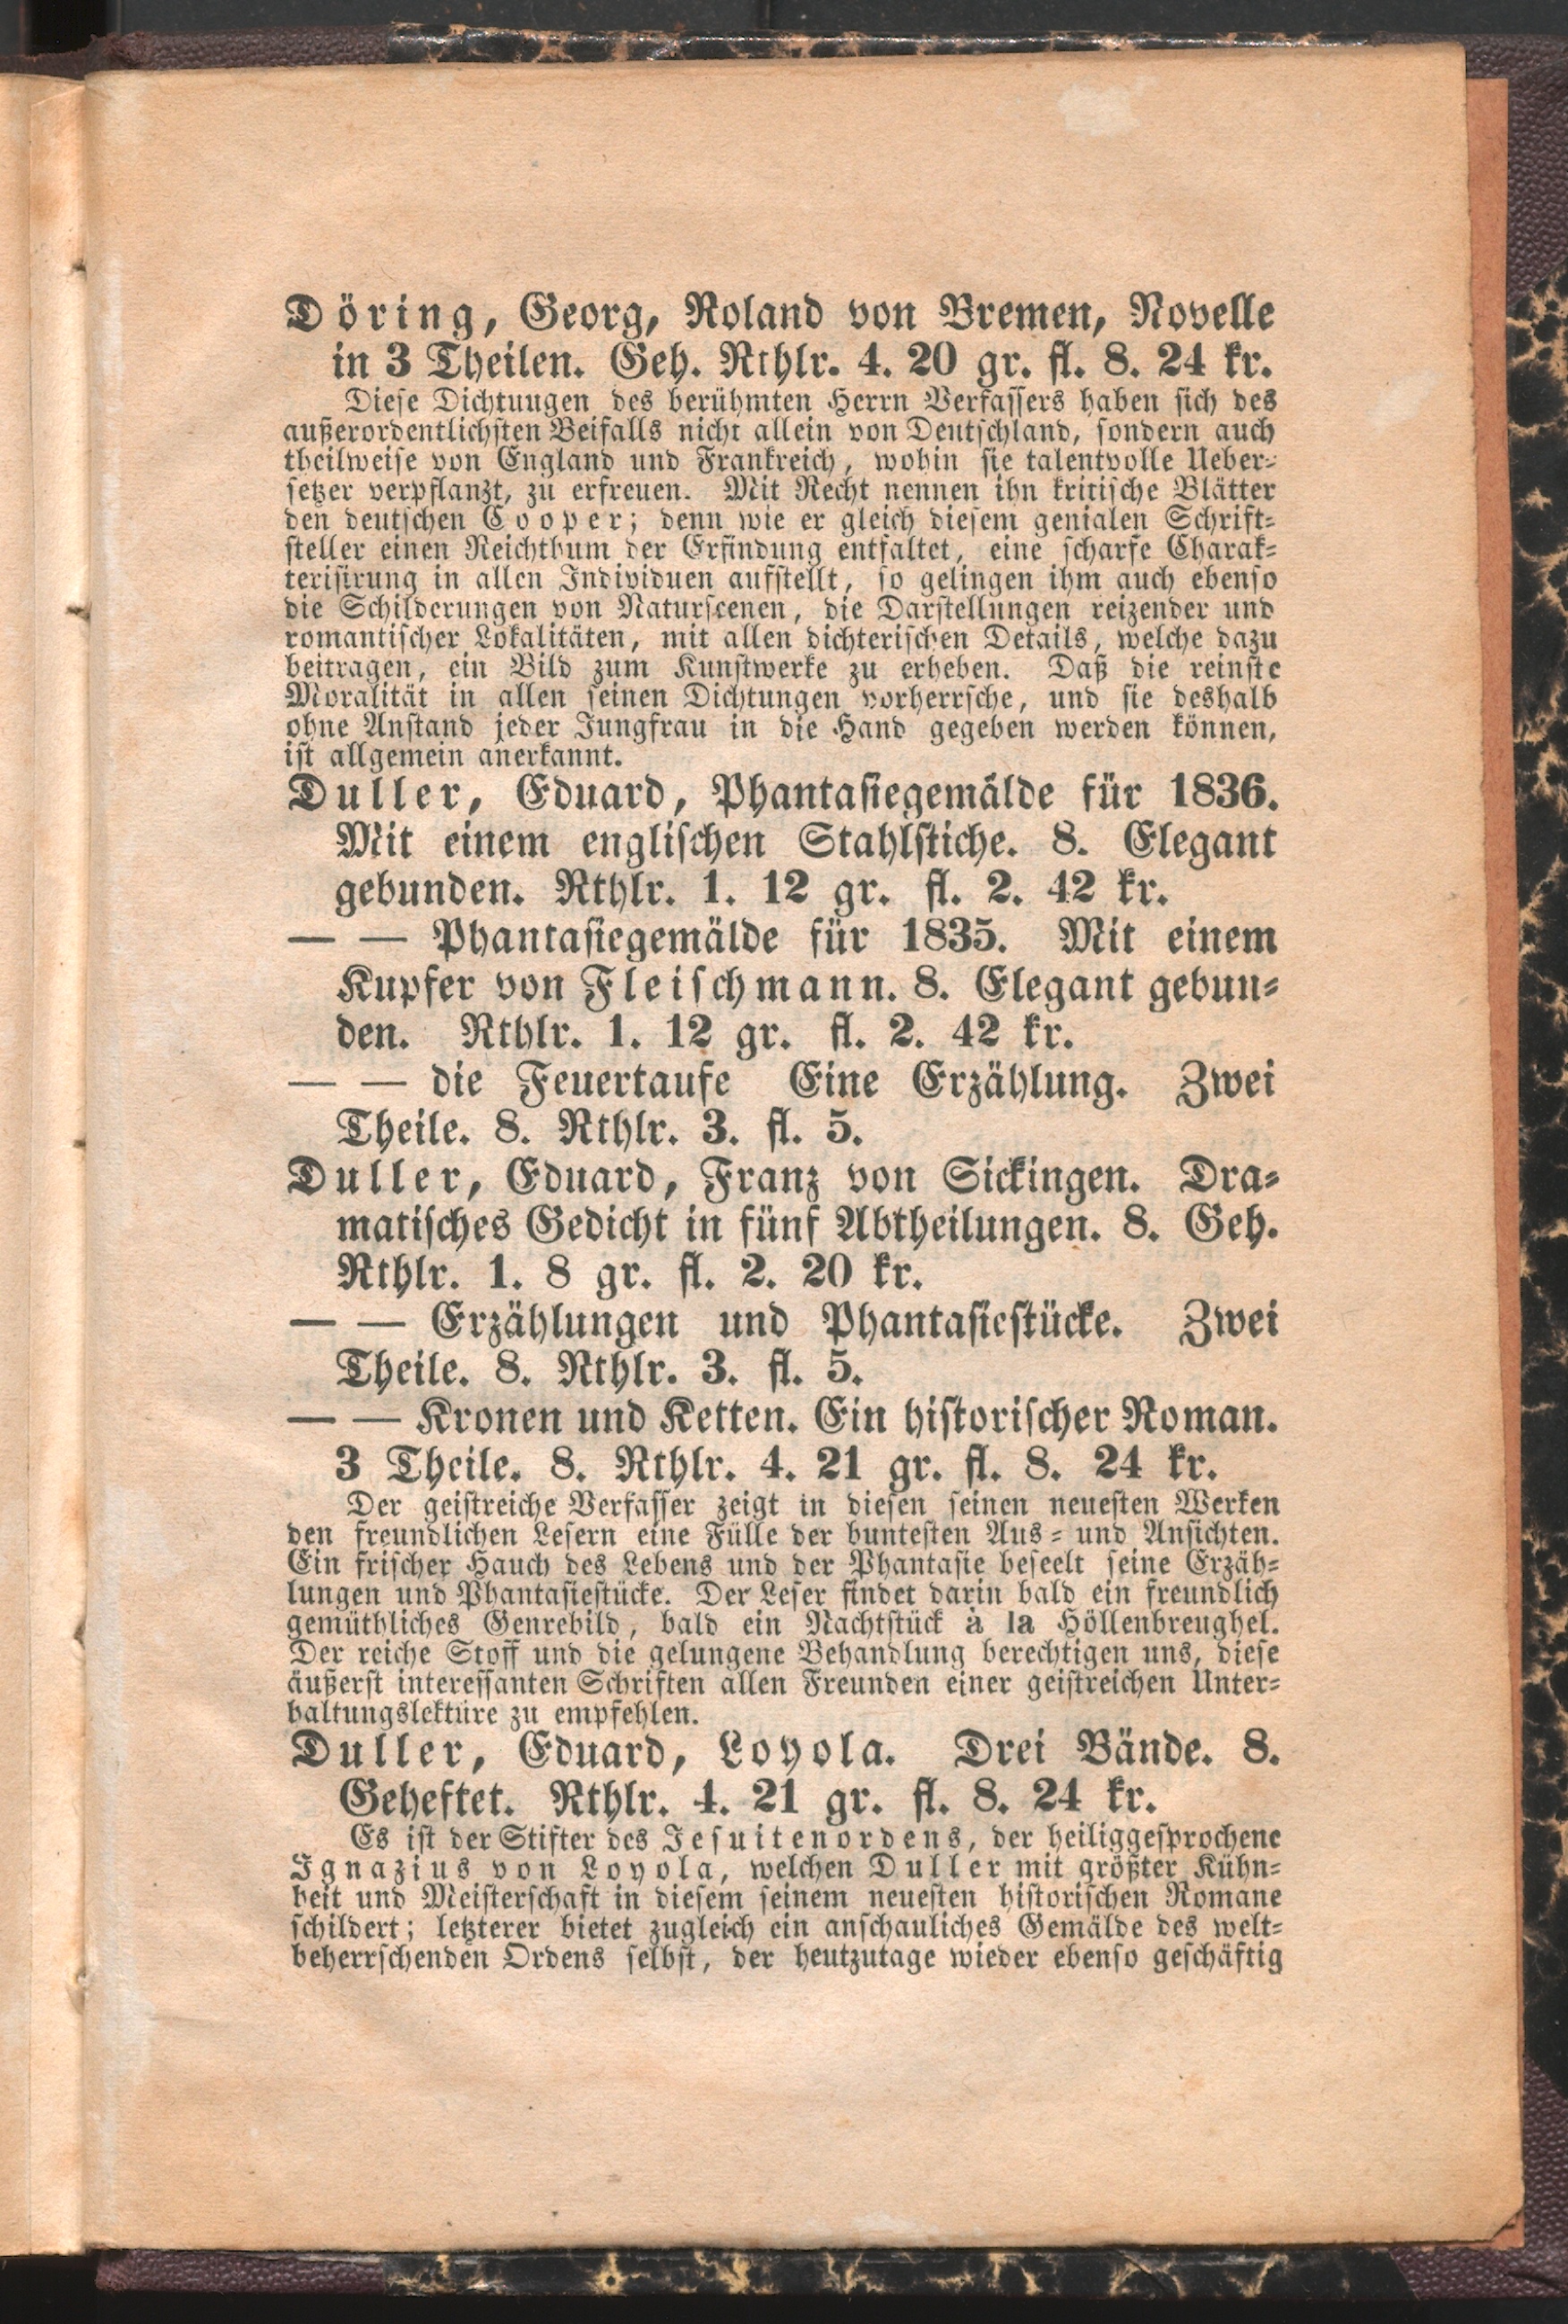 Döring, Georg, Roland von Bremen, Novelle
in 3 Theilen. Geh. Rthlr. 4. 20 gr. fl. 8. 24 kr.
Diese Dichtungen des berühmten Herrn Verfassers haben sich des
außerordentlichsten Beifalls nicht allein von Deutschland, sondern auch
theilweise von England und Frankreich, wohin sie talentvolle Ueber-
setzer verpflanzt, zu erfreuen. Mit Recht nennen ihn kritische Blätter
den deutschen Cooper; denn wie er gleich diesem genialen Schrift-
steller einen Reichthum der Erfindung entfaltet, eine scharfe Charak-
terisirung in allen Individuen aufstellt, so gelingen ihm auch ebenso
die Schilderungen von Naturscenen, die Darstellungen reizender und
romantischer Lokalitäten, mit allen dichterischen Details, welche dazu
beitragen, ein Bild zum Kunstwerke zu erheben. Daß die reinste
Moralität in allen seinen Dichtungen vorherrsche, und sie deshalb
ohne Anstand jeder Jungfrau in die Hand gegeben werden können,
ist allgemein anerkannt.
Duller, Eduard, Phantasiegemälde für 1836.
Mit einem englischen Stahlstiche. 8. Elegant
gebunden. Rthlr. 1. 12 gr. fl. 2. 42 kr.
— — Phantasiegemälde für 1835. Mit einem
Kupfer von Fleischmann. 8. Elegant gebun-
den. Rthlr. 1. 12 gr. fl. 2. 42 kr.
— — die Feuertaufe Eine Erzählung. Zwei
Theile. 8. Rthlr. 3. fl. 5.
Duller, Eduard, Franz von Sickingen. Dra-
matisches Gedicht in fünf Abtheilungen. 8. Geh.
Rthlr. 1. 8 gr. fl. 2. 20 kr.
— — Erzählungen und Phantasiestücke. Zwei
Theile. 8. Rthlr. 3. fl. 5.
— — Kronen und Ketten. Ein historischer Roman.
3 Theile. 8. Rthlr. 4. 21 gr. fl. 8. 24 kr.
Der geistreiche Verfasser zeigt in diesen seinen neuesten Werken
den freundlichen Lesern eine Fülle der buntesten Aus- und Ansichten.
Ein frischer Hauch des Lebens und der Phantasie beseelt seine Erzäh-
lungen und Phantasiestücke. Der Leser findet darin bald ein freundlich
gemüthliches Genrebild, bald ein Nachtstück à la Höllenbreughel.
Der reiche Stoff und die gelungene Behandlung berechtigen uns, diese
äußerst interessanten Schriften allen Freunden einer geistreichen Unter-
haltungslektüre zu empfehlen.
Duller, Eduard, Loyola. Drei Bände. 8.
Geheftet. Rthlr. 4. 21 gr. fl. 8. 24 kr.
Es ist der Stifter des Jesuitenordens, der heiliggesprochene
Ignazius von Loyola, welchen Duller mit größter Kühn-
heit und Meisterschaft in diesem seinem neuesten historischen Romane
schildert; letzterer bietet zugleich ein anschauliches Gemälde des welt-
beherrschenden Ordens selbst, der heutzutage wieder ebenso geschäftig